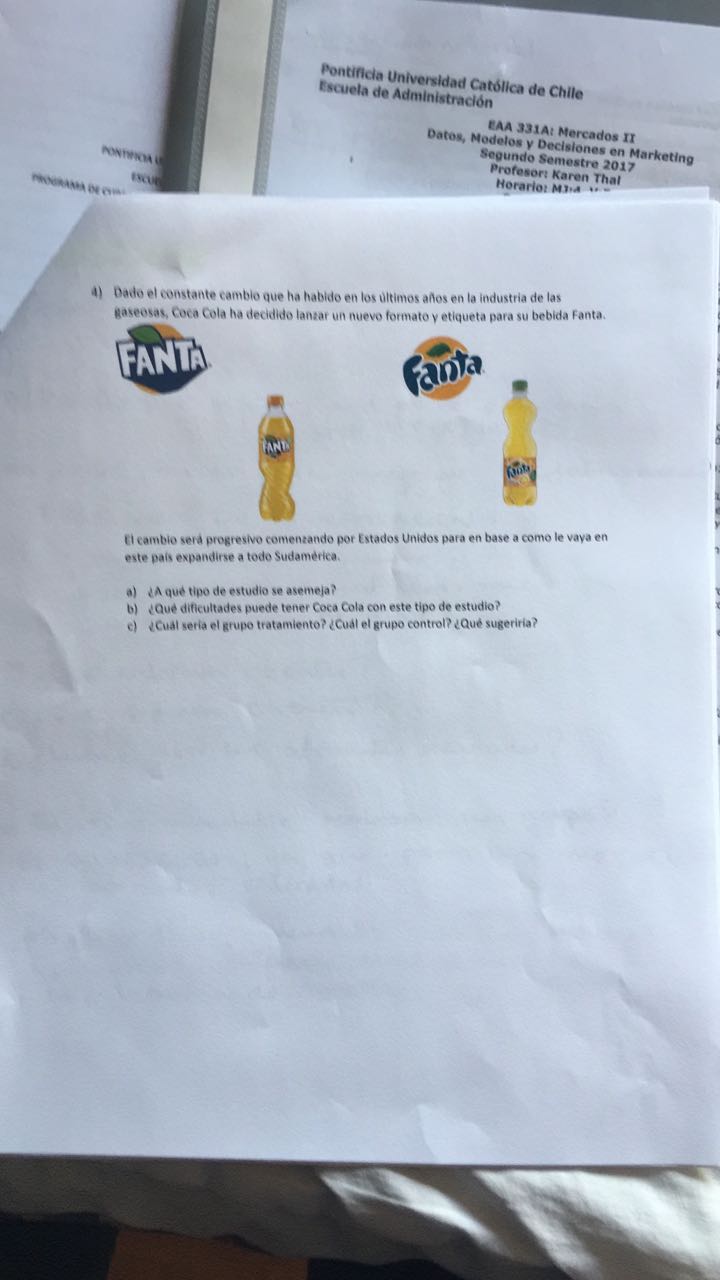 Pontificia Universidad Católica de Chile
Escuela de Administración
EAA 331A: Mercados II
Datos, Modelos y Decisiones en Marketing
Segundo Semestre 2017
Profesor: Karen Thal
Horario:
PONTIFICIA
PROGRAMA DE
4) Dado el constante cambio que ha habido en los últimos años en la industria de las
gaseosas, Coca Cola ha decidido lanzar un nuevo formato y etiqueta para su bebida Fanta.
FANTA
Fanta
FANTA
Fanta
El cambio será progresivo comenzando por Estados Unidos para en base a como le vaya en
este país expandirse a todo Sudamérica.
a) ¿A qué tipo de estudio se asemeja?
b) ¿Qué dificultades puede tener Coca Cola con este tipo de estudio?
c) ¿Cuál sería el grupo tratamiento? ¿Cuál el grupo control? ¿Qué sugeriría?